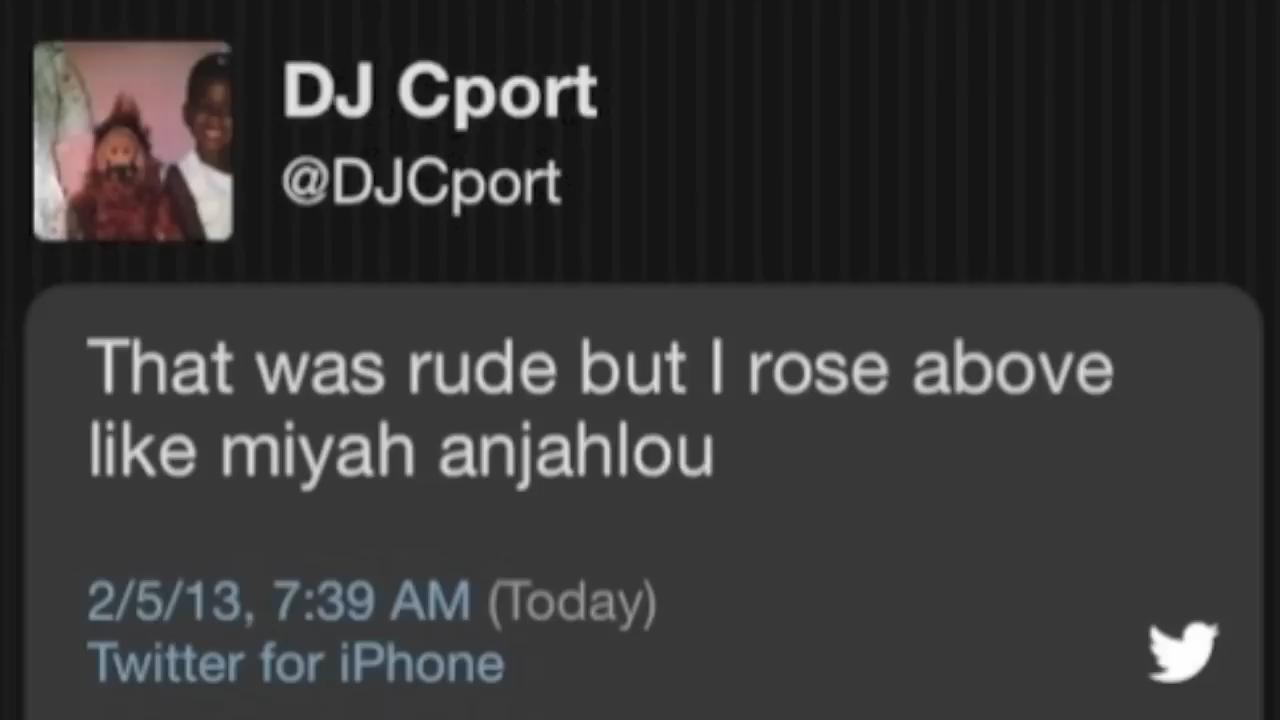 DJ Cport
@DJCport
That was rude but I rose above
like miyah anjahlou
2/5/13, 7:39 AM (Today)
Twitter for iPhone